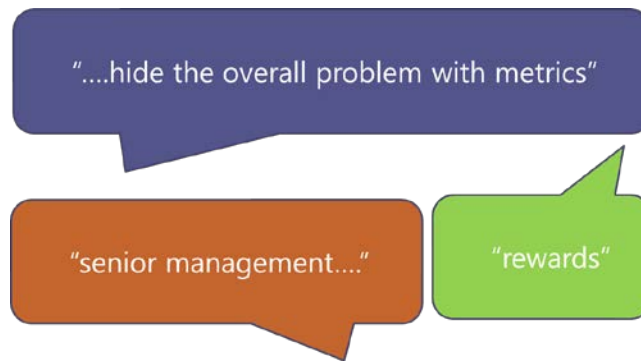 “....hide the overall problem with metrics”
“senior management....”
“rewards”